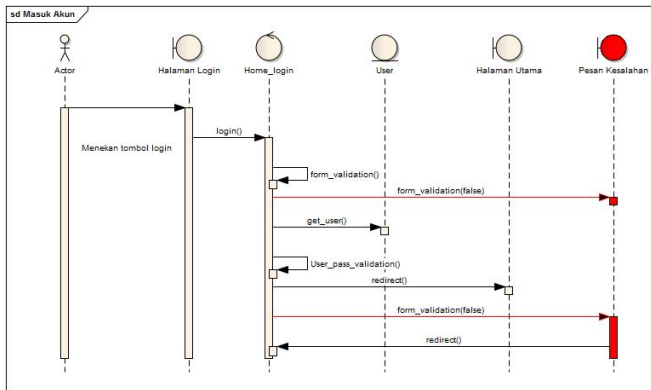 sd Masuk Akun
Actor
Halaman Login
Home_login
User
Halaman Utama
Pesan Kesalahan
Menekan tombol login
login()
form_validation()
form_validation(false)
get_user()
User_pass_validation()
redirect()
form_validation(false)
redirect()